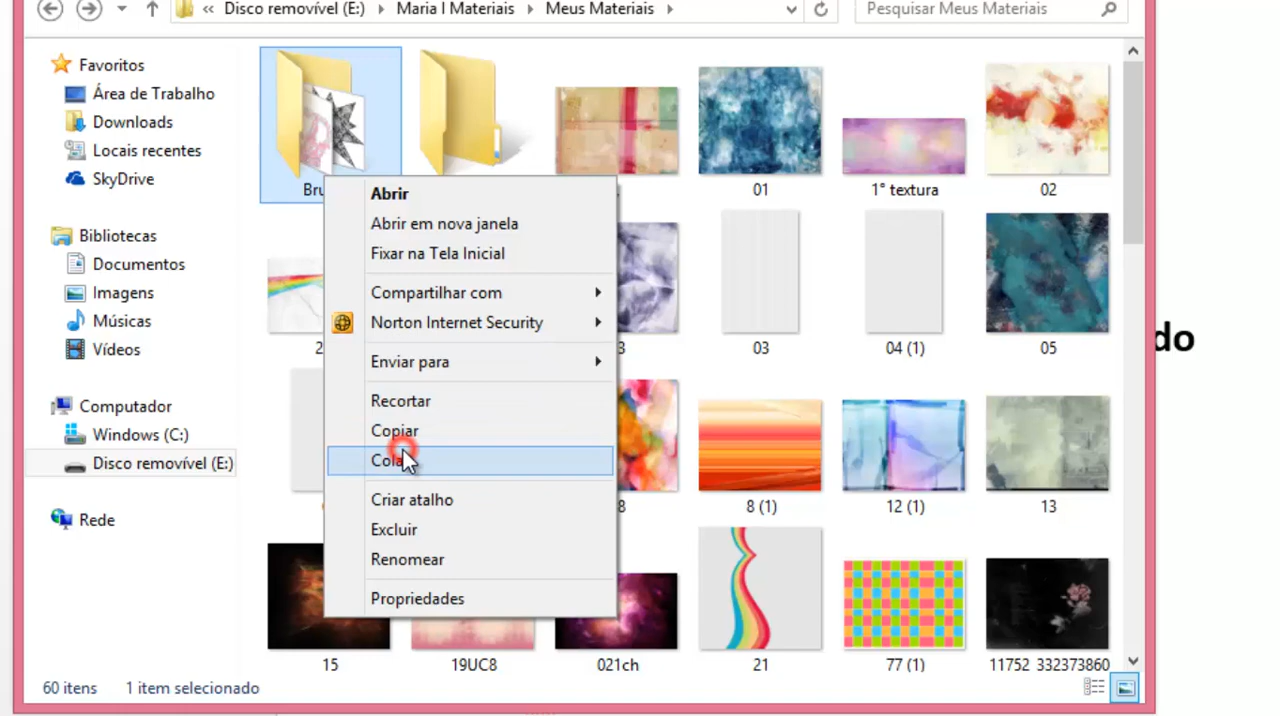 « Disco removível (E:) ▸ Maria I Materiais ▸ Meus Materiais ▸
Pesquisar Meus Materiais
Favoritos
Área de Trabalho
Downloads
Locais recentes
SkyDrive
Bibliotecas
Documentos
Imagens
Músicas
Vídeos
Computador
Windows (C:)
Disco removível (E:)
Rede
01
1° textura
02
03
04 (1)
05
8 (1)
12 (1)
13
15
19UC8
021ch
21
77 (1)
11752_332373860
Abrir
Abrir em nova janela
Fixar na Tela Inicial
Compartilhar com
Norton Internet Security
Enviar para
Recortar
Copiar
Criar atalho
Excluir
Renomear
Propriedades
do
60 itens 1 item selecionado